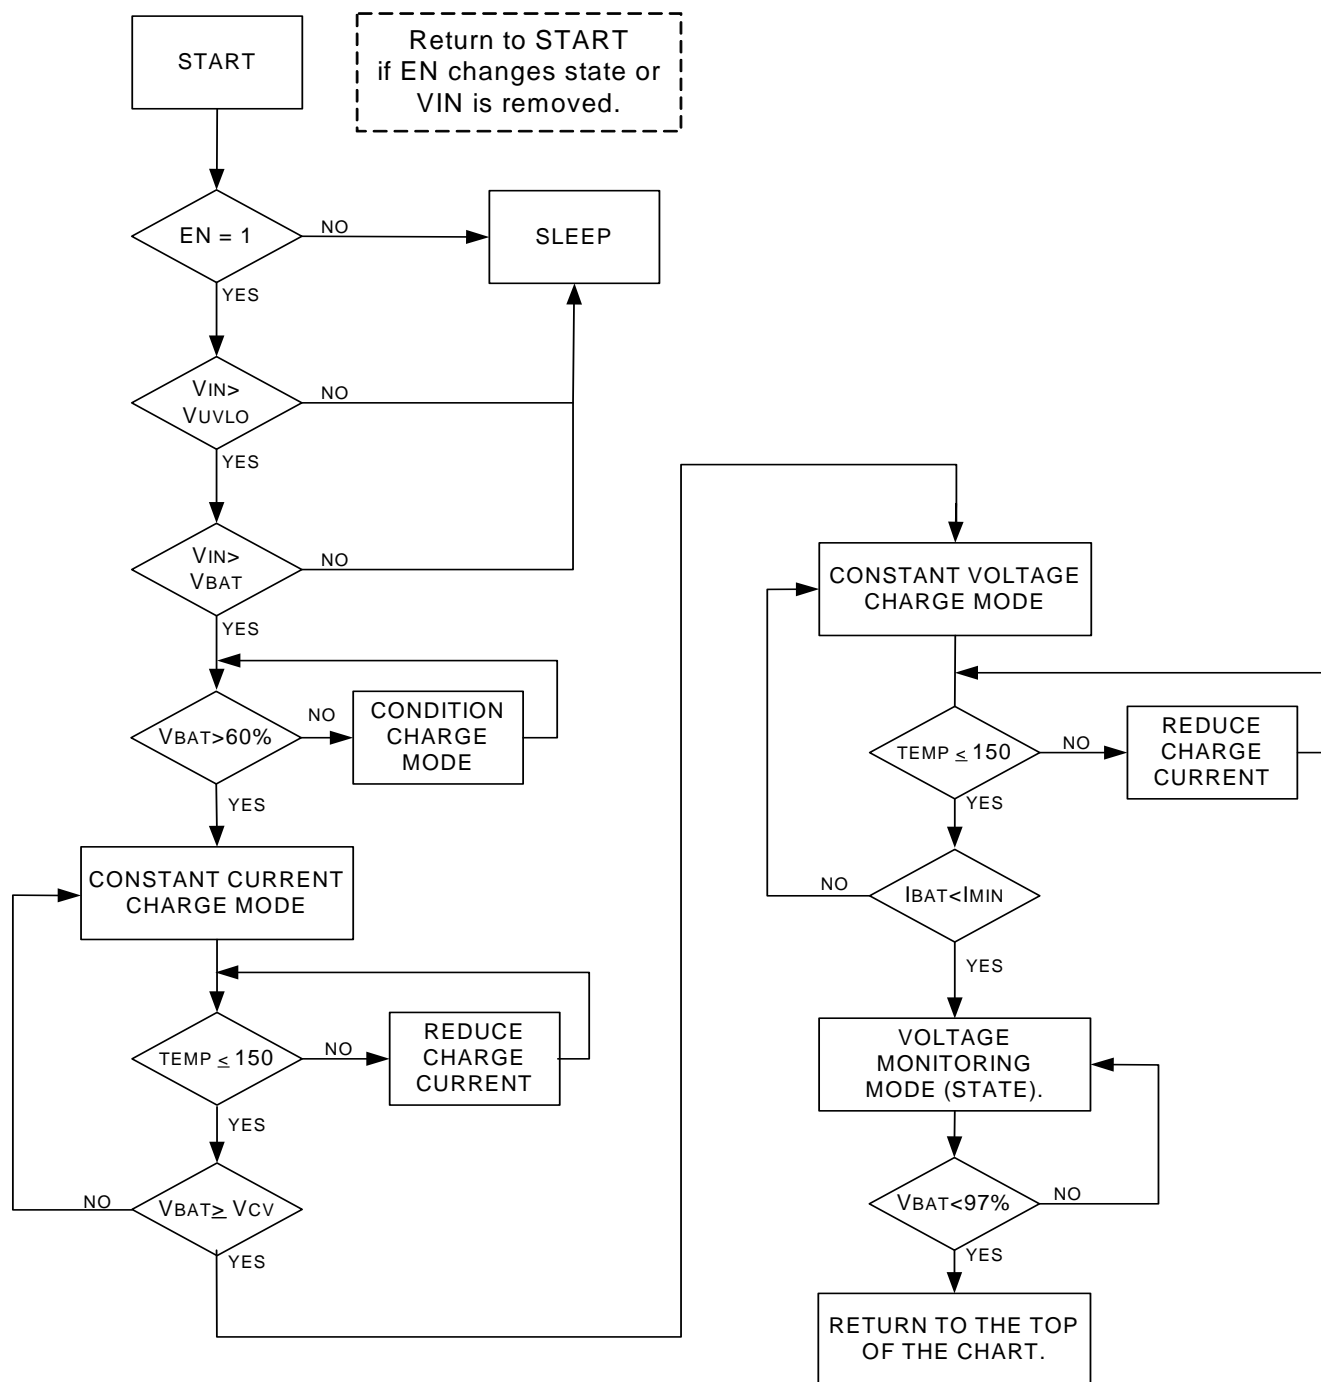 START
Return to START
if EN changes state or
VIN is removed.
EN = 1
NO
SLEEP
YES
VIN>
VUVLO
NO
YES
VIN>
VBAT
NO
YES
VBAT>60%
NO
CONDITION
CHARGE
MODE
YES
CONSTANT CURRENT
CHARGE MODE
TEMP ≤ 150
NO
REDUCE
CHARGE
CURRENT
YES
VBAT≥ VCV
NO
YES
CONSTANT VOLTAGE
CHARGE MODE
TEMP ≤ 150
NO
REDUCE
CHARGE
CURRENT
YES
IBAT<IMIN
NO
YES
VOLTAGE
MONITORING
MODE (STATE).
VBAT<97%
NO
YES
RETURN TO THE TOP
OF THE CHART.